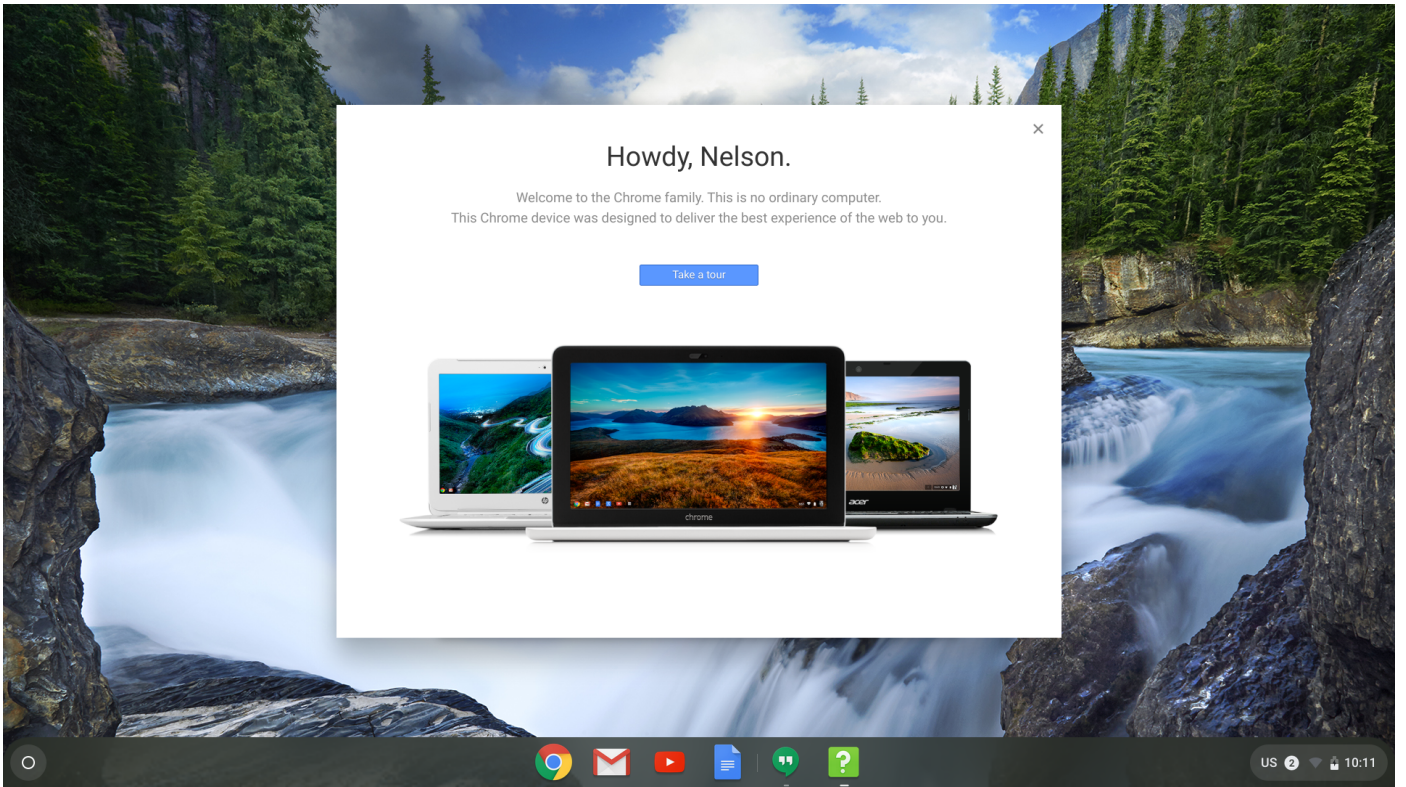 Howdy, Nelson.
Welcome to the Chrome family. This is no ordinary computer.
This Chrome device was designed to deliver the best experience of the web to you.
Take a tour
hp
acer
chrome
US 2 10:11